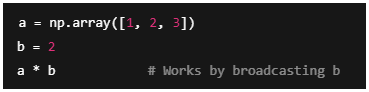 a = np.array([1, 2, 3])
b = 2
a * b           # Works by broadcasting b